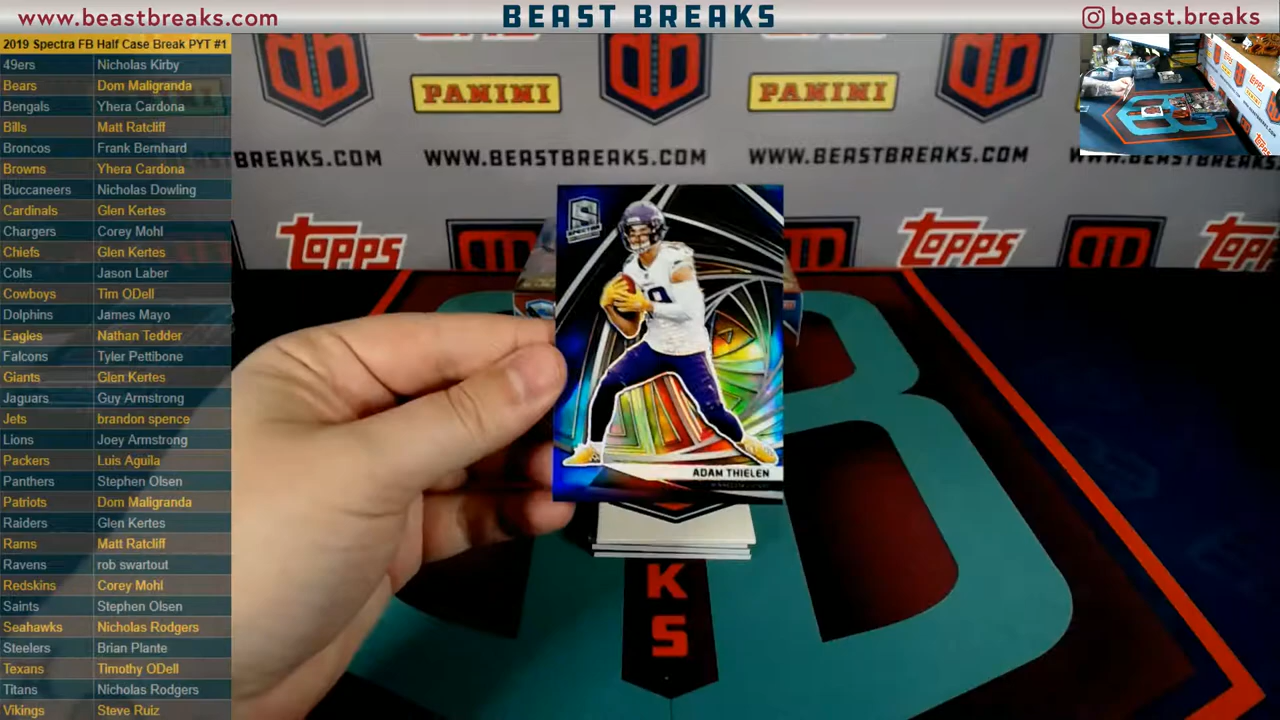 www.beastbreaks.com
BEAST BREAKS
beast.breaks
2019 Spectra FB Half Case Break PYT #1
49ers Nicholas Kirby
Bears Dom Maligranda
Bengals Yhera Cardona
Bills Matt Ratcliff
Broncos Frank Bernhard
Browns Yhera Cardona
Buccaneers Nicholas Dowling
Cardinals Glen Kertes
Chargers Corey Mohl
Chiefs Glen Kertes
Colts Jason Laber
Cowboys Tim ODell
Dolphins James Mayo
Eagles Nathan Tedder
Falcons Tyler Pettibone
Giants Glen Kertes
Jaguars Guy Armstrong
Jets brandon spence
Lions Joey Armstrong
Packers Luis Aguila
Panthers Stephen Olsen
Patriots Dom Maligranda
Raiders Glen Kertes
Rams Matt Ratcliff
Ravens rob swartout
Redskins Corey Mohl
Saints Stephen Olsen
Seahawks Nicholas Rodgers
Steelers Brian Plante
Texans Timothy ODell
Titans Nicholas Rodgers
Vikings Steve Ruiz
PANINI
PANINI
BREAKS.COM
WWW.BEASTBREAKS.COM
WWW.BEASTBREAKS.COM
topps
topps
topps
SPECTRA
ADAM THIELEN
KS